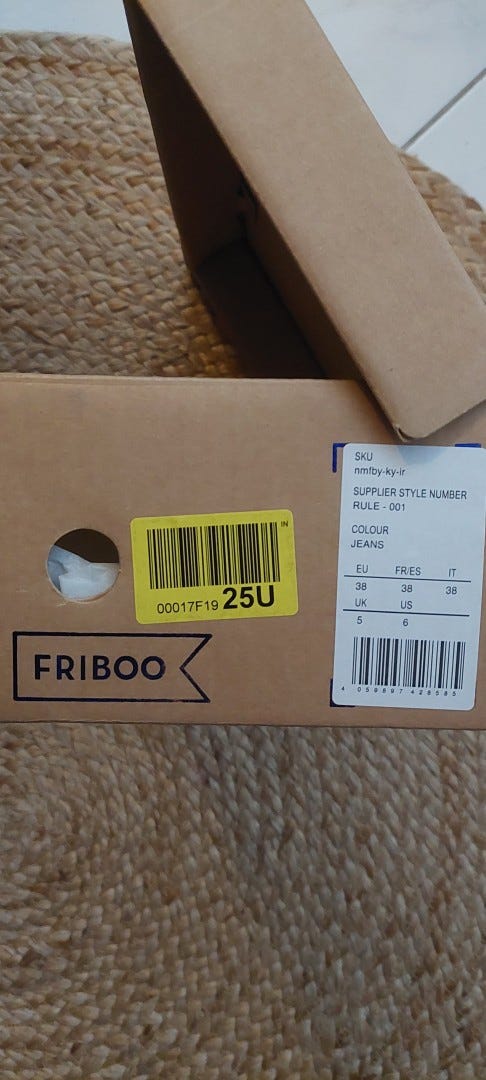 SKU
nmfby-ky-ir
SUPPLIER STYLE NUMBER
RULE - 001
COLOUR
JEANS
EU FR/ES IT
38 38 38
UK US
5 6
4 059897 428585
IN
00017F19 25U
FRIBOO